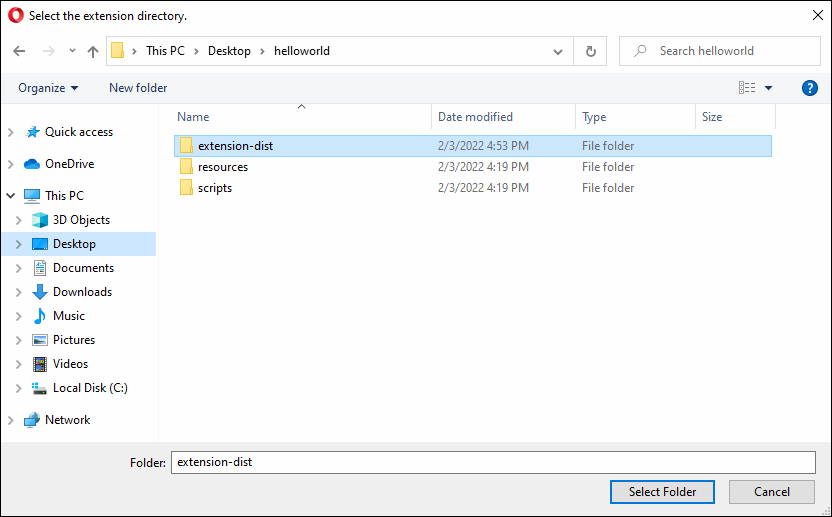 Select the extension directory.
This PC Desktop helloworld Search helloworld
Organize New folder ?
Name Date modified Type Size
Quick access
OneDrive
This PC
3D Objects
Desktop
Documents
Downloads
Music
Pictures
Videos
Local Disk (C:)
Network
extension-dist 2/3/2022 4:53 PM File folder
resources 2/3/2022 4:19 PM File folder
scripts 2/3/2022 4:19 PM File folder
Folder: extension-dist
Select Folder Cancel